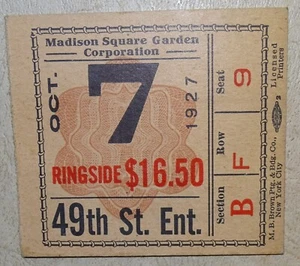 Madison Square Garden
Corporation
OCT.
7
1927
RINGSIDE $16.50
49th St. Ent.
Section B
Row F
Seat 9
M. B. Brown Ptg. & Bdg. Co.,
New York City
Licensed
Printers